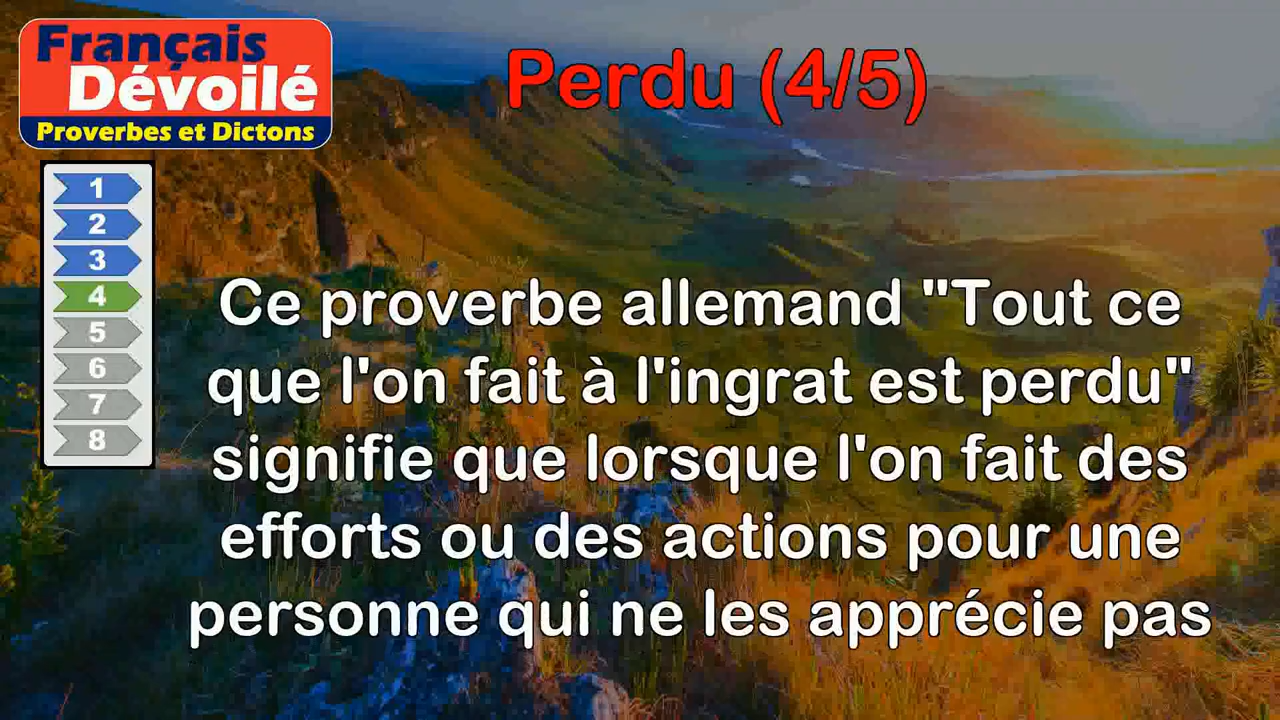 Français
Dévoilé
Proverbes et Dictons
Perdu (4/5)
1
2
3
4
5
6
7
8
Ce proverbe allemand "Tout ce
que l'on fait à l'ingrat est perdu"
signifie que lorsque l'on fait des
efforts ou des actions pour une
personne qui ne les apprécie pas